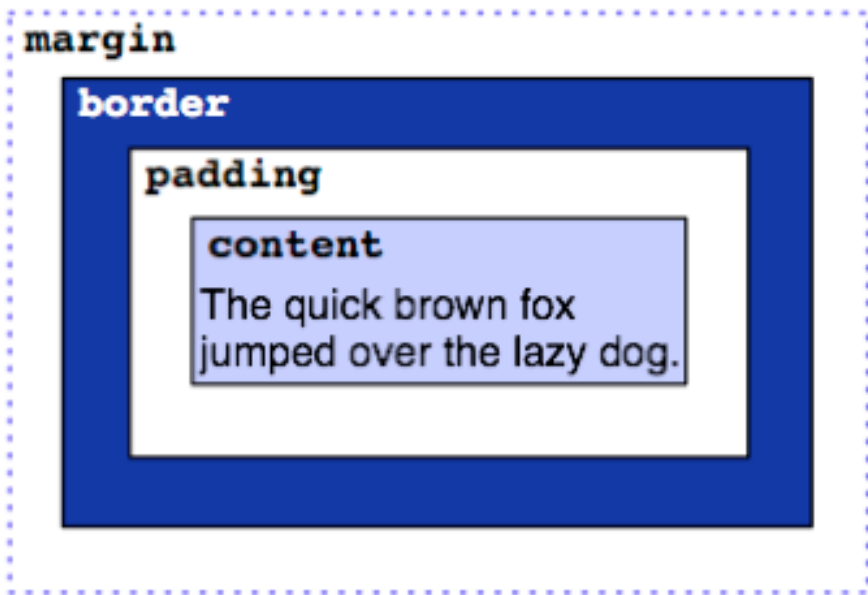 margin
border
padding
content
The quick brown fox
jumped over the lazy dog.